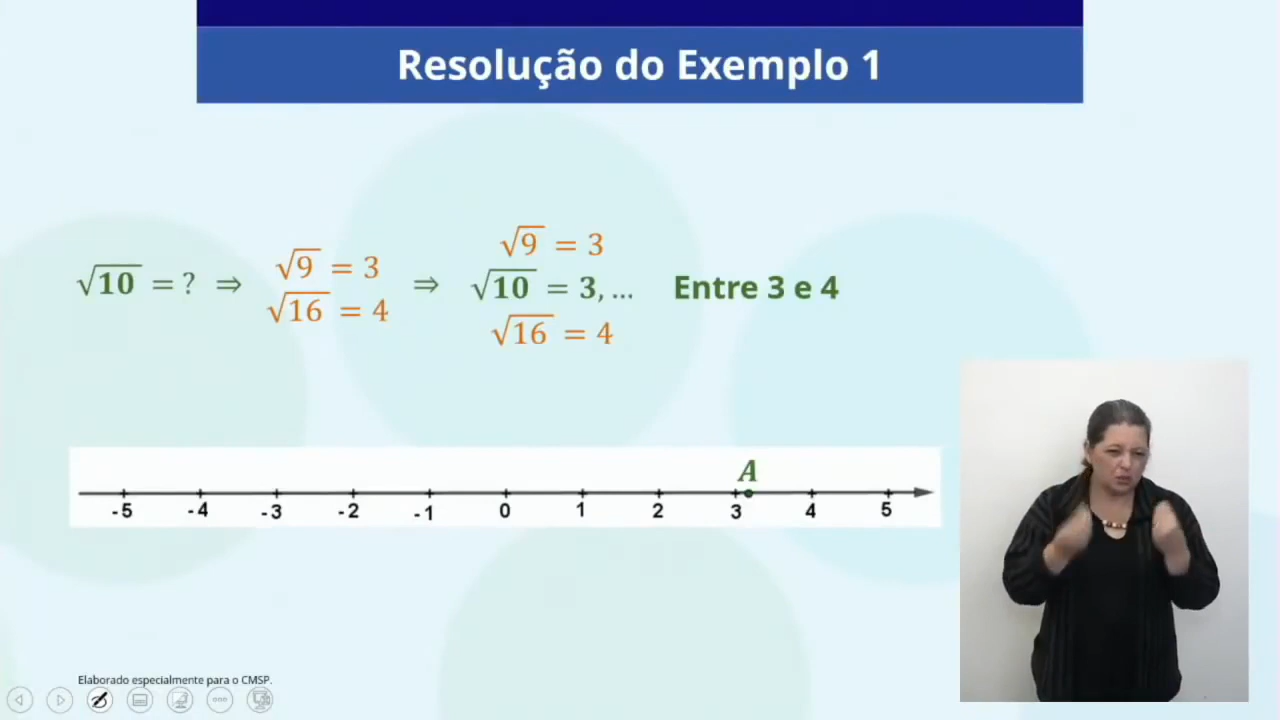 Resolução do Exemplo 1
√10 = ? ⇒
√9 = 3
√16 = 4
⇒
√9 = 3
√10 = 3, ...
√16 = 4
Entre 3 e 4
A
-5 -4 -3 -2 -1 0 1 2 3 4 5
Elaborado especialmente para o CMSP.